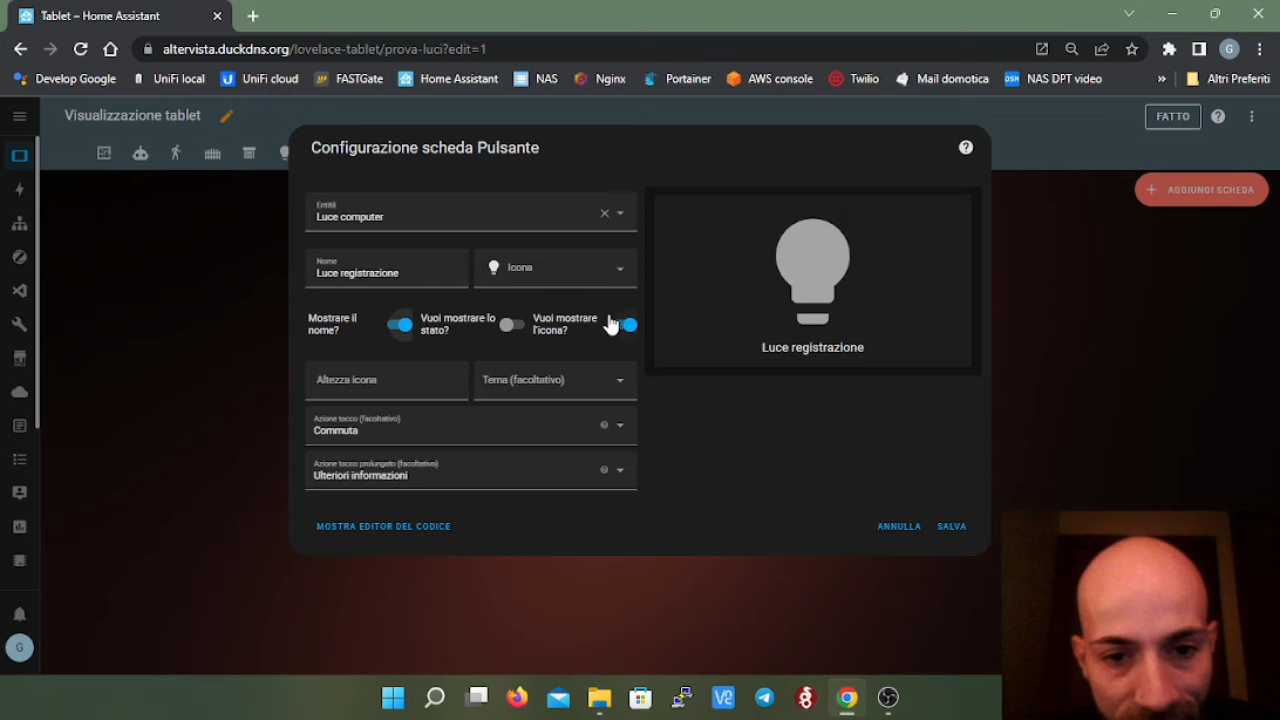 Tablet – Home Assistant
altervista.duckdns.org/lovelace-tablet/prova-luci?edit=1
G
Develop Google
UniFi local
UniFi cloud
FASTGate
Home Assistant
NAS
Nginx
Portainer
AWS console
Twilio
Mail domotica
DSM
NAS DPT video
»
Altri Preferiti
Visualizzazione tablet
FATTO
Configurazione scheda Pulsante
AGGIUNGI SCHEDA
Entità
Luce computer
Nome
Luce registrazione
Icona
Mostrare il
nome?
Vuoi mostrare lo
stato?
Vuoi mostrare
l'icona?
Luce registrazione
Altezza icona
Tema (facoltativo)
Azione tocco (facoltativo)
Commuta
Azione tocco prolungato (facoltativo)
Ulteriori informazioni
MOSTRA EDITOR DEL CODICE
ANNULLA
SALVA
G